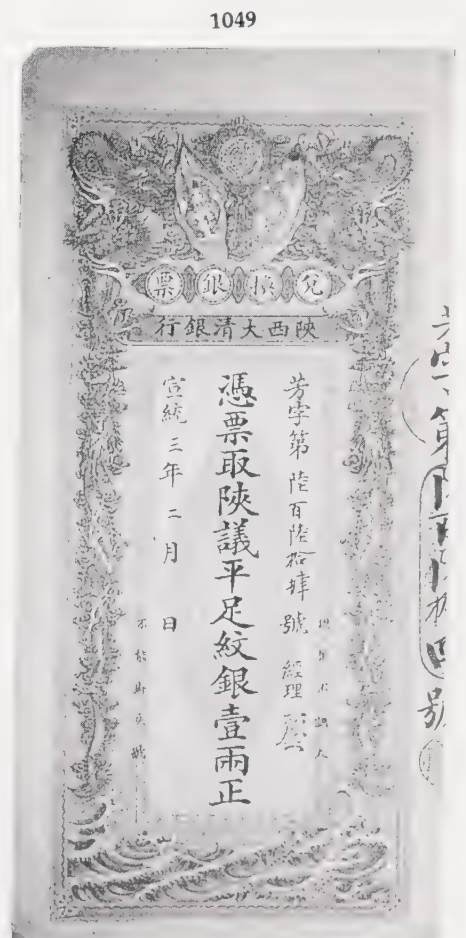 1049
兌換銀票
陝西大清銀行
芳字第陸百陸拾肆號 經理
憑票取陝議平足紋銀壹兩正
宣統三年二月 日